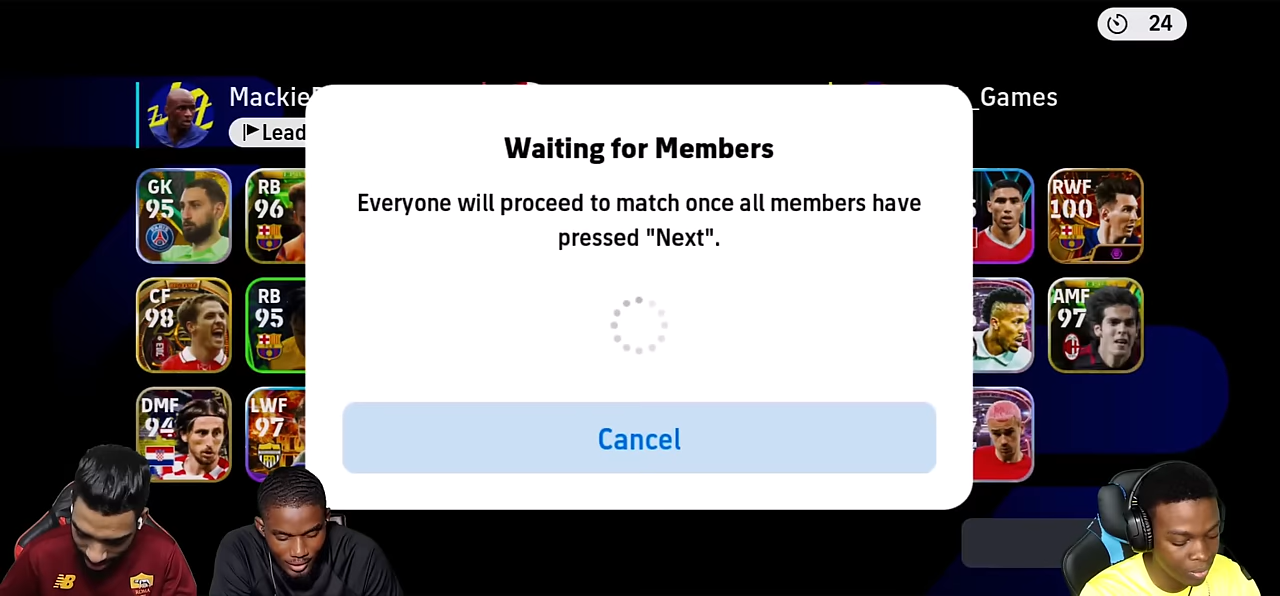 24
MackieF
_Games
Lead
Waiting for Members
Everyone will proceed to match once all members have
pressed "Next".
GK
95
RB
96
RWF
100
CF
98
RB
95
AMF
97
DMF
94
LWF
97
Cancel